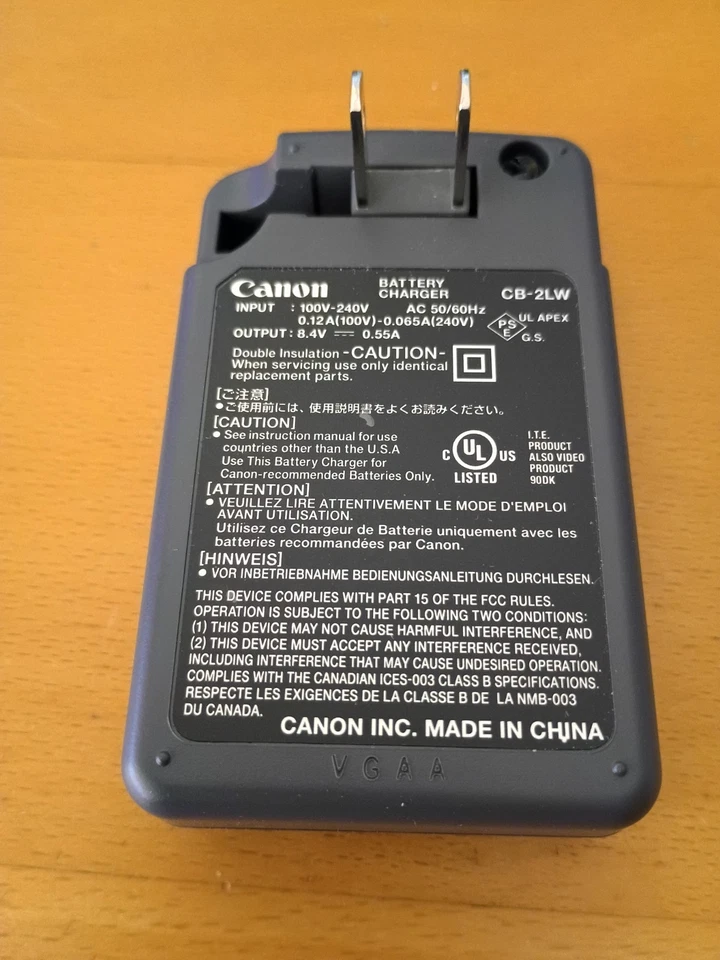 Canon BATTERY CHARGER CB-2LW
INPUT : 100V-240V AC 50/60Hz
0.12A(100V)-0.065A(240V)
OUTPUT : 8.4V ⎓ 0.55A
PS E UL APEX
G.S.
Double Insulation -CAUTION-
When servicing use only identical
replacement parts.
[ご注意]
●ご使用前には、使用説明書をよくお読みください。
[CAUTION]
● See instruction manual for use
countries other than the U.S.A
Use This Battery Charger for
Canon-recommended Batteries Only.
C UL US
LISTED
I.T.E.
PRODUCT
ALSO VIDEO
PRODUCT
90DK
[ATTENTION]
● VEUILLEZ LIRE ATTENTIVEMENT LE MODE D'EMPLOI
AVANT UTILISATION.
Utilisez ce Chargeur de Batterie uniquement avec les
batteries recommandées par Canon.
[HINWEIS]
● VOR INBETRIEBNAHME BEDIENUNGSANLEITUNG DURCHLESEN.
THIS DEVICE COMPLIES WITH PART 15 OF THE FCC RULES.
OPERATION IS SUBJECT TO THE FOLLOWING TWO CONDITIONS:
(1) THIS DEVICE MAY NOT CAUSE HARMFUL INTERFERENCE, AND
(2) THIS DEVICE MUST ACCEPT ANY INTERFERENCE RECEIVED,
INCLUDING INTERFERENCE THAT MAY CAUSE UNDESIRED OPERATION.
COMPLIES WITH THE CANADIAN ICES-003 CLASS B SPECIFICATIONS.
RESPECTE LES EXIGENCES DE LA CLASSE B DE LA NMB-003
DU CANADA.
CANON INC. MADE IN CHINA
VGAA